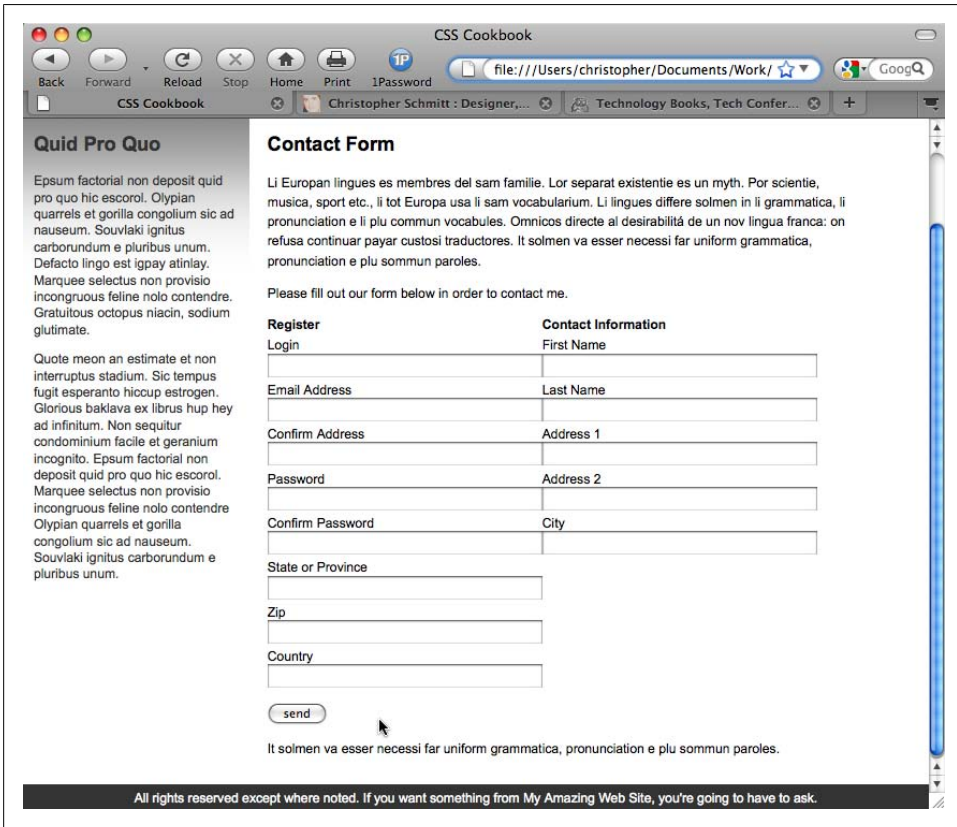 CSS Cookbook
Back Forward Reload Stop Home Print 1Password
file:///Users/christopher/Documents/Work/
Goog
CSS Cookbook
Christopher Schmitt : Designer,...
Technology Books, Tech Confer...
Quid Pro Quo
Epsum factorial non deposit quid
pro quo hic escorol. Olypian
quarrels et gorilla congolium sic ad
nauseum. Souvlaki ignitus
carborundum e pluribus unum.
Defacto lingo est igpay atinlay.
Marquee selectus non provisio
incongruous feline nolo contendre.
Gratuitous octopus niacin, sodium
glutimate.
Quote meon an estimate et non
interruptus stadium. Sic tempus
fugit esperanto hiccup estrogen.
Glorious baklava ex librus hup hey
ad infinitum. Non sequitur
condominium facile et geranium
incognito. Epsum factorial non
deposit quid pro quo hic escorol.
Marquee selectus non provisio
incongruous feline nolo contendre
Olypian quarrels et gorilla
congolium sic ad nauseum.
Souvlaki ignitus carborundum e
pluribus unum.
Contact Form
Li Europan lingues es membres del sam familie. Lor separat existentie es un myth. Por scientie,
musica, sport etc., li tot Europa usa li sam vocabularium. Li lingues differe solmen in li grammatica, li
pronunciation e li plu commun vocabules. Omnicos directe al desirabilitá de un nov lingua franca: on
refusa continuar payar custosi traductores. It solmen va esser necessi far uniform grammatica,
pronunciation e plu sommun paroles.
Please fill out our form below in order to contact me.
Register
Login
Email Address
Confirm Address
Password
Confirm Password
Contact Information
First Name
Last Name
Address 1
Address 2
City
State or Province
Zip
Country
send
It solmen va esser necessi far uniform grammatica, pronunciation e plu sommun paroles.
All rights reserved except where noted. If you want something from My Amazing Web Site, you're going to have to ask.